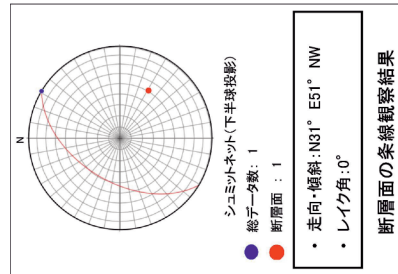 N
シュミットネット(下半球投影)
総データ数: 1
断層面 : 1
・ 走向・傾斜:N31° E51° NW
・ レイク角:0°
断層面の条線観察結果